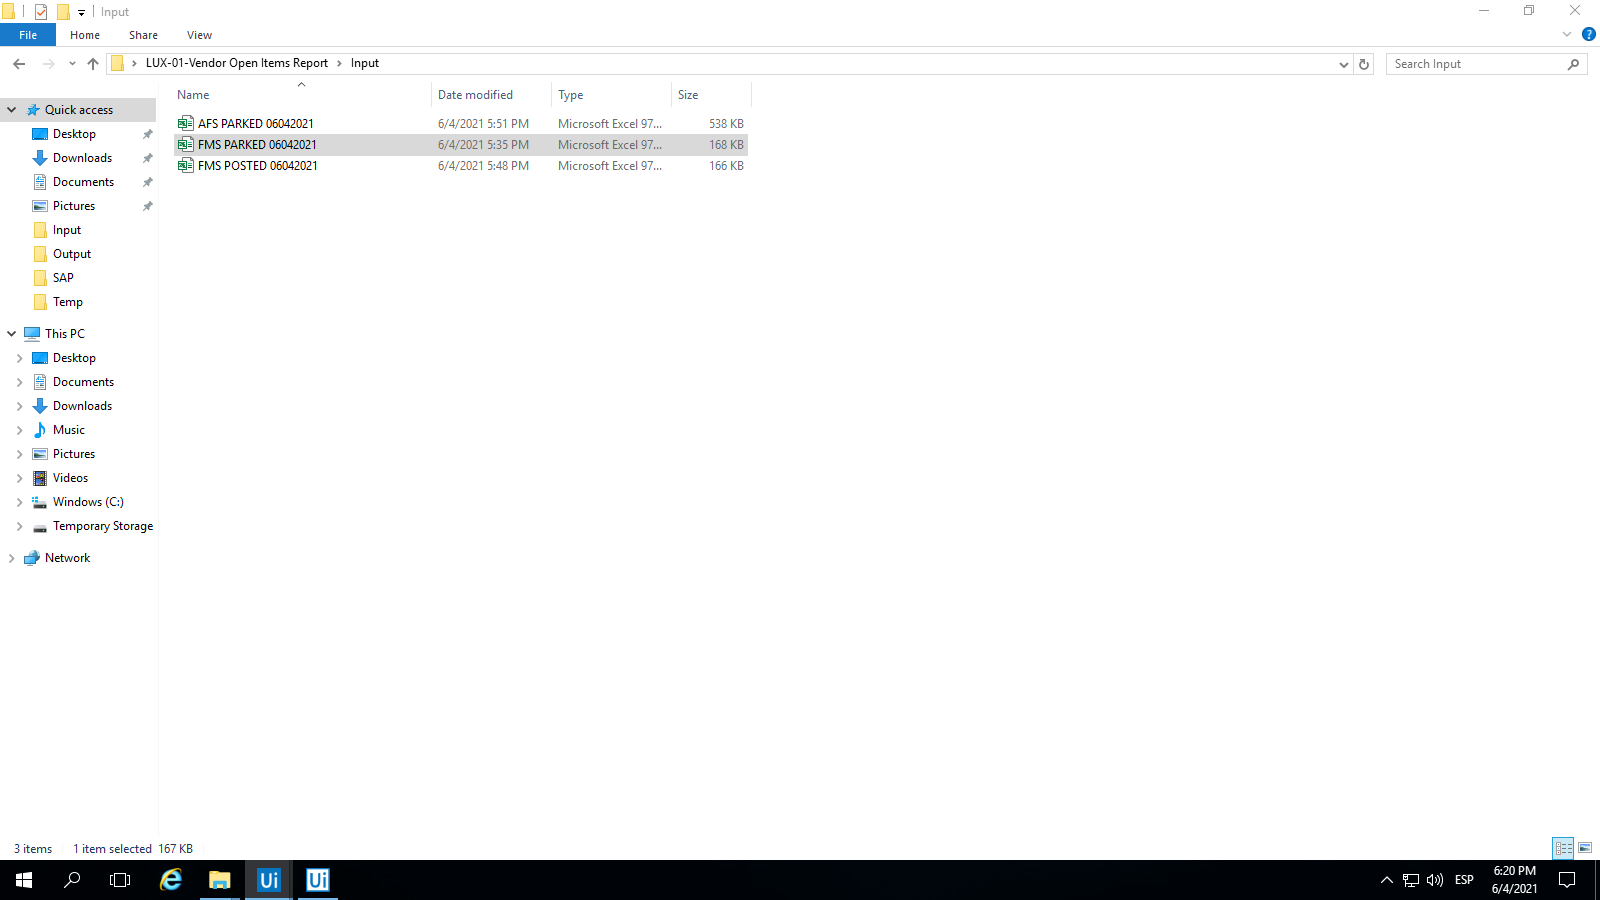 Input
File Home Share View
LUX-01-Vendor Open Items Report Input
Search Input
Name Date modified Type Size
AFS PARKED 06042021 6/4/2021 5:51 PM Microsoft Excel 97... 538 KB
FMS PARKED 06042021 6/4/2021 5:35 PM Microsoft Excel 97... 168 KB
FMS POSTED 06042021 6/4/2021 5:48 PM Microsoft Excel 97... 166 KB
Quick access
Desktop
Downloads
Documents
Pictures
Input
Output
SAP
Temp
This PC
Desktop
Documents
Downloads
Music
Pictures
Videos
Windows (C:)
Temporary Storage
Network
3 items 1 item selected 167 KB
Ui Ui
ESP
6:20 PM
6/4/2021